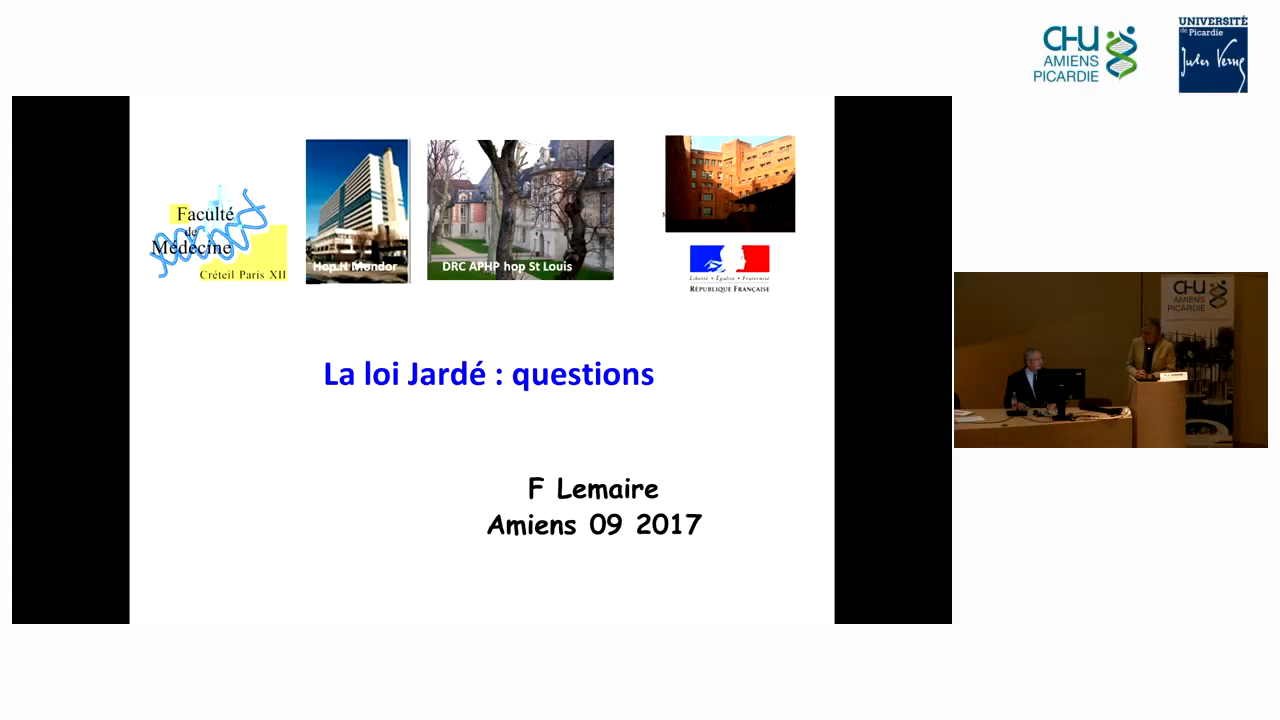 CHU
AMIENS
PICARDIE
UNIVERSITÉ
de Picardie
Jules Verne
Faculté
de
Médecine
Créteil Paris XII
Hop.H Mondor
DRC APHP hop St Louis
Liberté • Égalité • Fraternité
RÉPUBLIQUE FRANÇAISE
La loi Jardé : questions
F Lemaire
Amiens 09 2017
CHU
AMIENS
PICARDIE